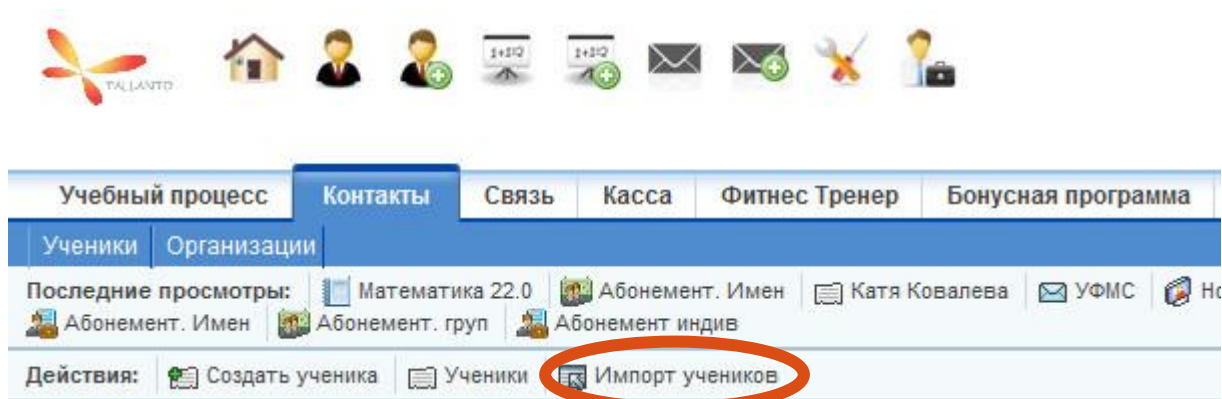 TALLANTO
Учебный процесс Контакты Связь Касса Фитнес Тренер Бонусная программа
Ученики Организации
Последние просмотры: Математика 22.0 Абонемент. Имен Катя Ковалева УФМС Но
Абонемент. Имен Абонемент. груп Абонемент индив
Действия: Создать ученика Ученики Импорт учеников